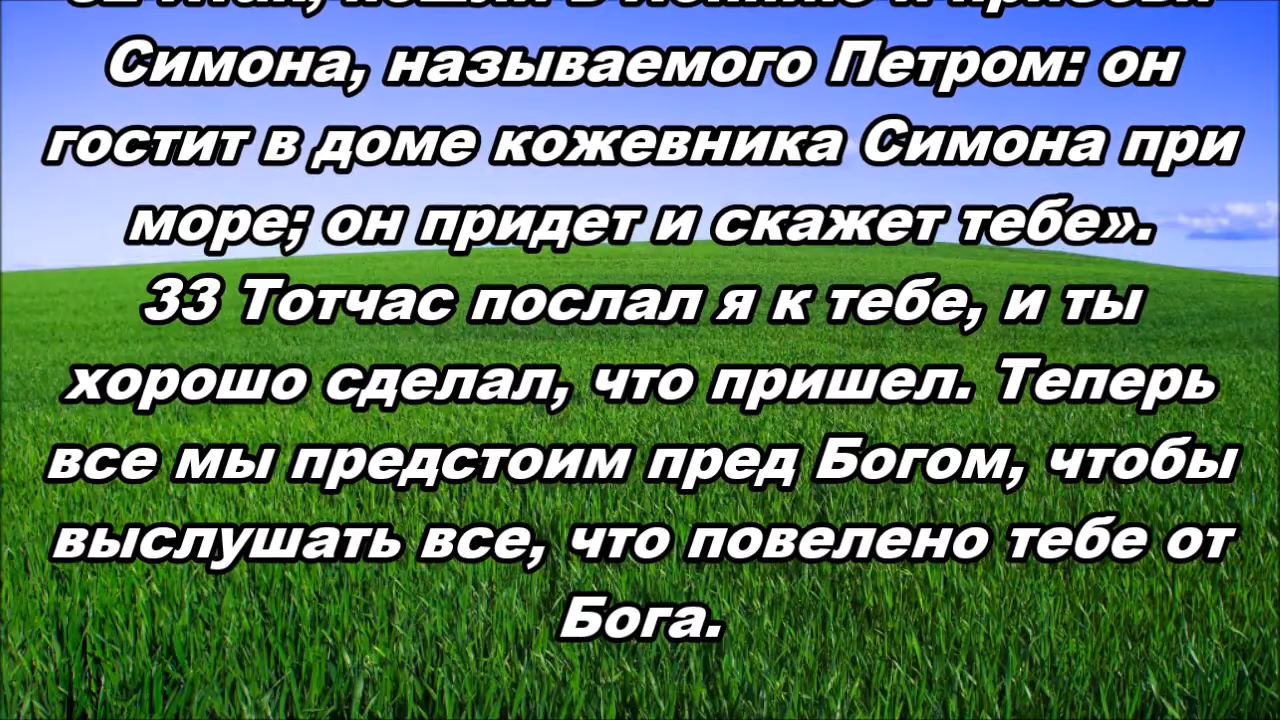 Симона, называемого Петром: он
гостит в доме кожевника Симона при
море; он придет и скажет тебе».
33 Тотчас послал я к тебе, и ты
хорошо сделал, что пришел. Теперь
все мы предстоим пред Богом, чтобы
выслушать все, что повелено тебе от
Бога.